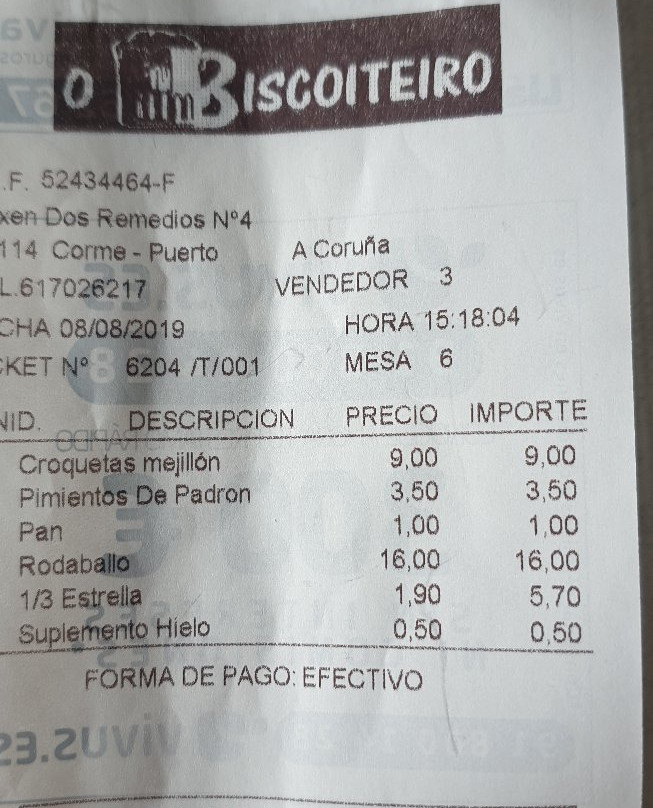 O BISCOITEIRO
.F. 52434464-F
xen Dos Remedios Nº4
114 Corme - Puerto A Coruña
L.617026217 VENDEDOR 3
CHA 08/08/2019 HORA 15:18:04
CKET Nº 6204 /T/001 MESA 6
NID. DESCRIPCION PRECIO IMPORTE
Croquetas mejillón 9,00 9,00
Pimientos De Padron 3,50 3,50
Pan 1,00 1,00
Rodaballo 16,00 16,00
1/3 Estrella 1,90 5,70
Suplemento Hielo 0,50 0,50
FORMA DE PAGO: EFECTIVO